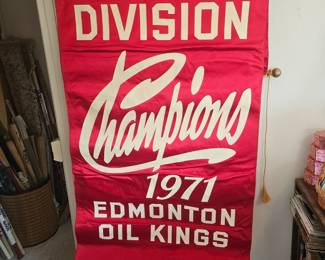 DIVISION
Champions
1971
EDMONTON
OIL KINGS